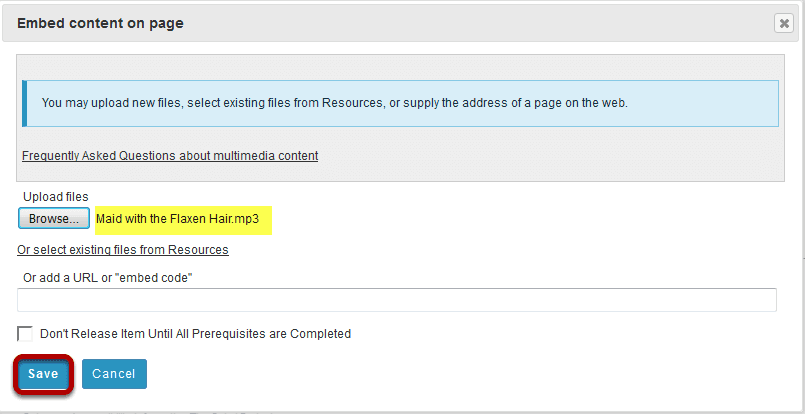 Embed content on page
You may upload new files, select existing files from Resources, or supply the address of a page on the web.
Frequently Asked Questions about multimedia content
Upload files
Browse... Maid with the Flaxen Hair.mp3
Or select existing files from Resources
Or add a URL or "embed code"
Don't Release Item Until All Prerequisites are Completed
Save Cancel